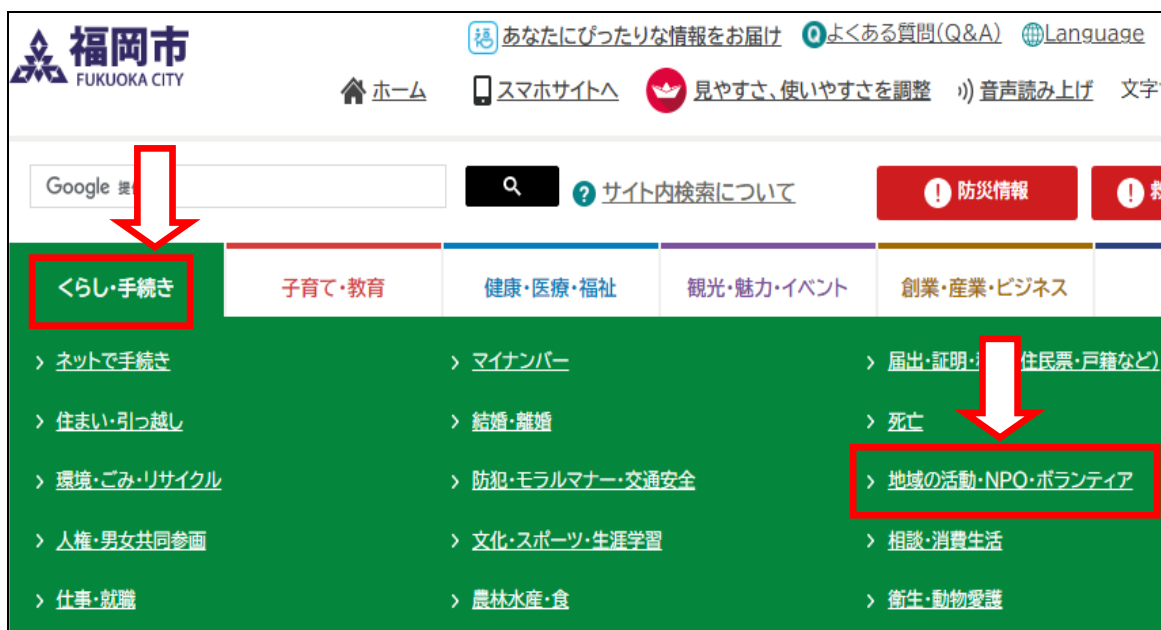 福岡市
FUKUOKA CITY
あなたにぴったりな情報をお届け よくある質問(Q&A) Language
ホーム スマホサイトへ 見やすさ、使いやすさを調整 音声読み上げ 文字
Google サイト内検索について 防災情報
くらし・手続き 子育て・教育 健康・医療・福祉 観光・魅力・イベント 創業・産業・ビジネス
ネットで手続き マイナンバー 届出・証明・ 住民票・戸籍など)
住まい・引っ越し 結婚・離婚 死亡
環境・ごみ・リサイクル 防犯・モラルマナー・交通安全 地域の活動・NPO・ボランティア
人権・男女共同参画 文化・スポーツ・生涯学習 相談・消費生活
仕事・就職 農林水産・食 衛生・動物愛護